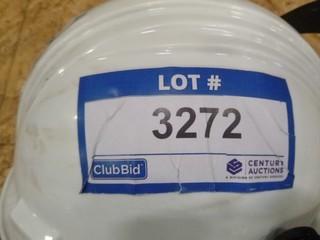 LOT #
3272
ClubBid
CENTURY
AUCTIONS